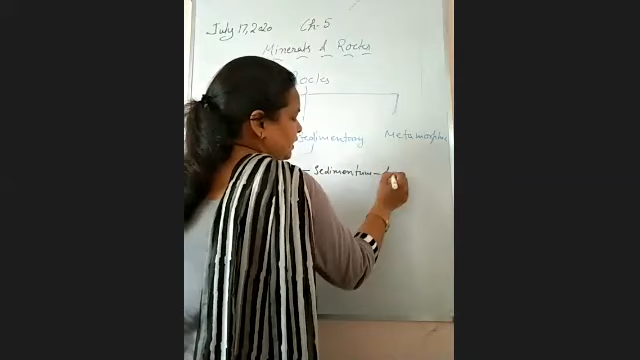 July 17, 2020 Ch-5
Minerals & Rocks
Rocks
Sedimentary Metamorphic
- Sedimentum -